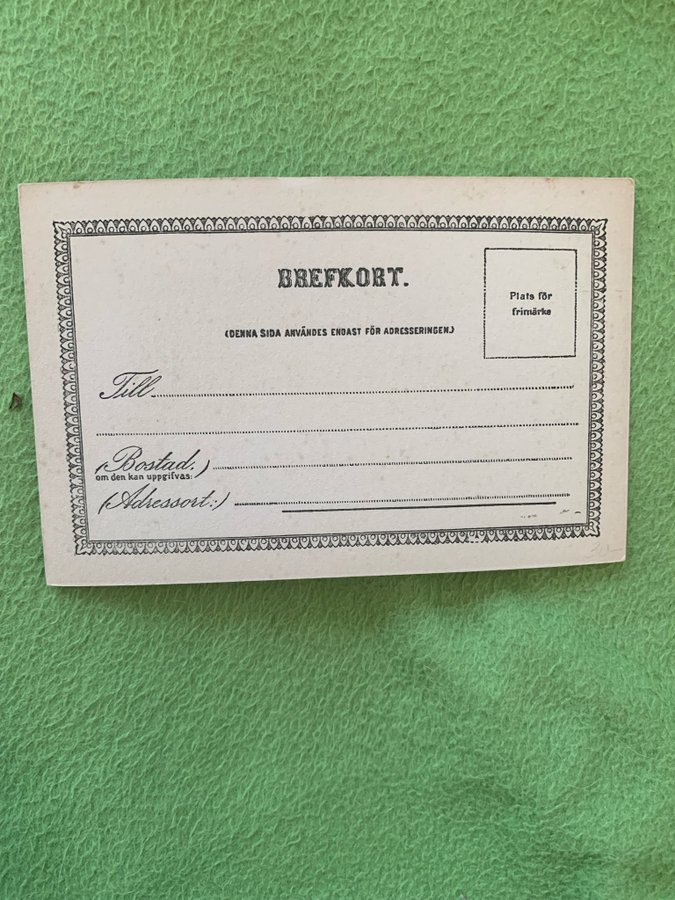 BREFKORT.
Plats för
frimärke
(DENNA SIDA ANVÄNDES ENDAST FÖR ADRESSERINGEN.)
Till
(Bostad.)
om den kan uppgifvas:
(Adressort:)